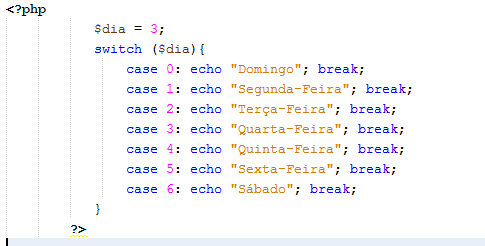 <?php
$dia = 3;
switch ($dia){
case 0: echo "Domingo"; break;
case 1: echo "Segunda-Feira"; break;
case 2: echo "Terça-Feira"; break;
case 3: echo "Quarta-Feira"; break;
case 4: echo "Quinta-Feira"; break;
case 5: echo "Sexta-Feira"; break;
case 6: echo "Sábado"; break;
}
?>